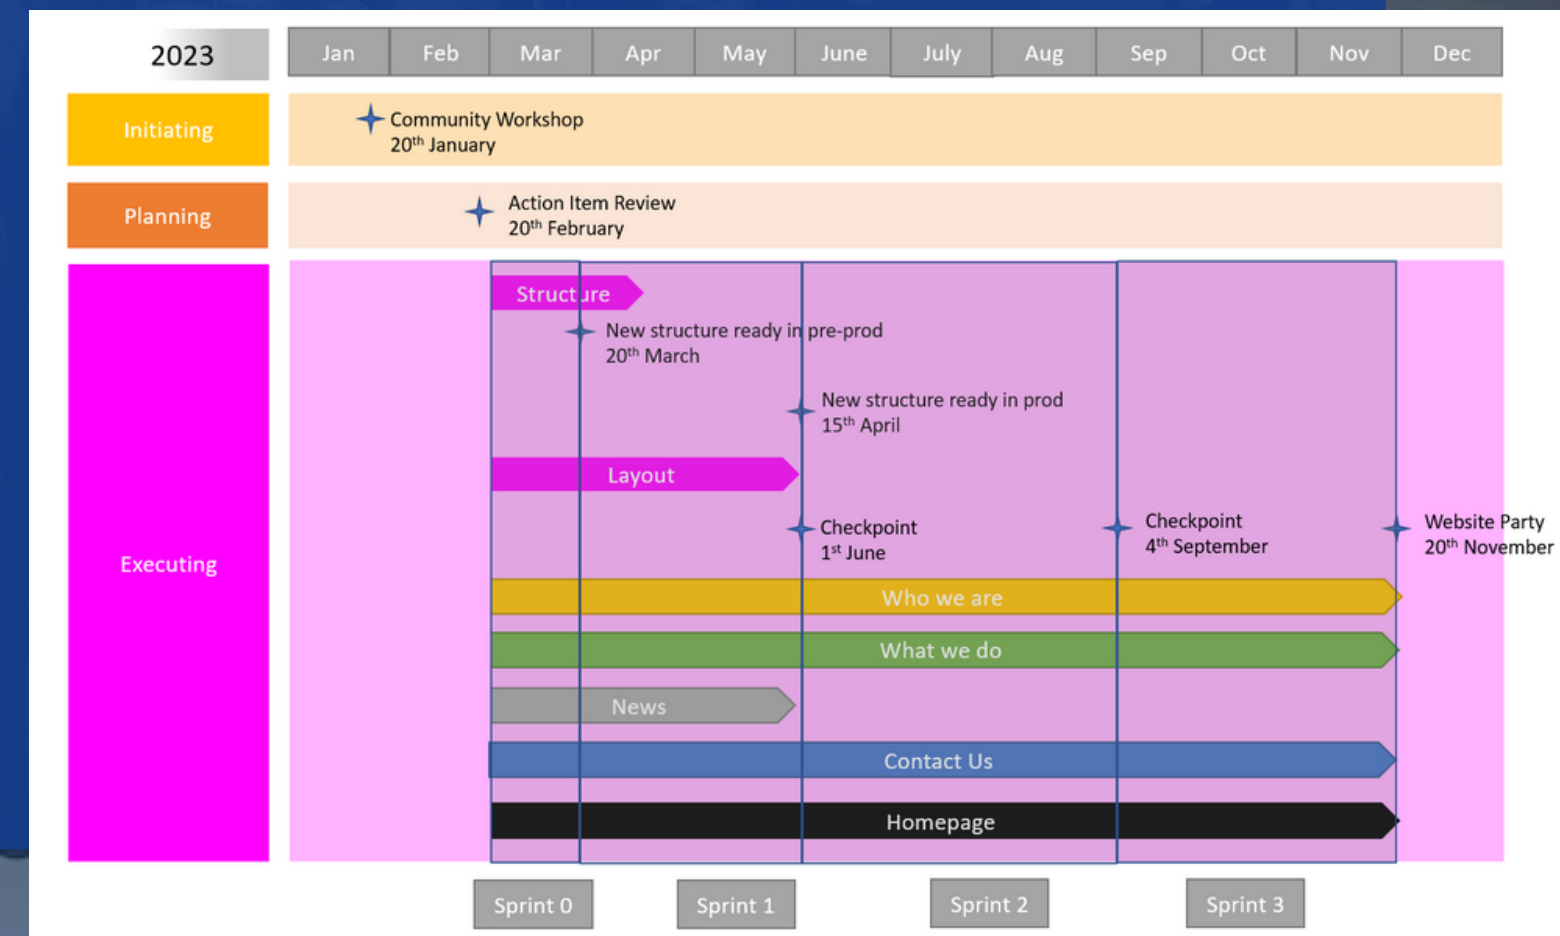 2023
Jan Feb Mar Apr May June July Aug Sep Oct Nov Dec
Initiating
Community Workshop
20th January
Planning
Action Item Review
20th February
Executing
Structure
New structure ready in pre-prod
20th March
New structure ready in prod
15th April
Layout
Checkpoint
1st June
Checkpoint
4th September
Website Party
20th November
Who we are
What we do
News
Contact Us
Homepage
Sprint 0 Sprint 1 Sprint 2 Sprint 3